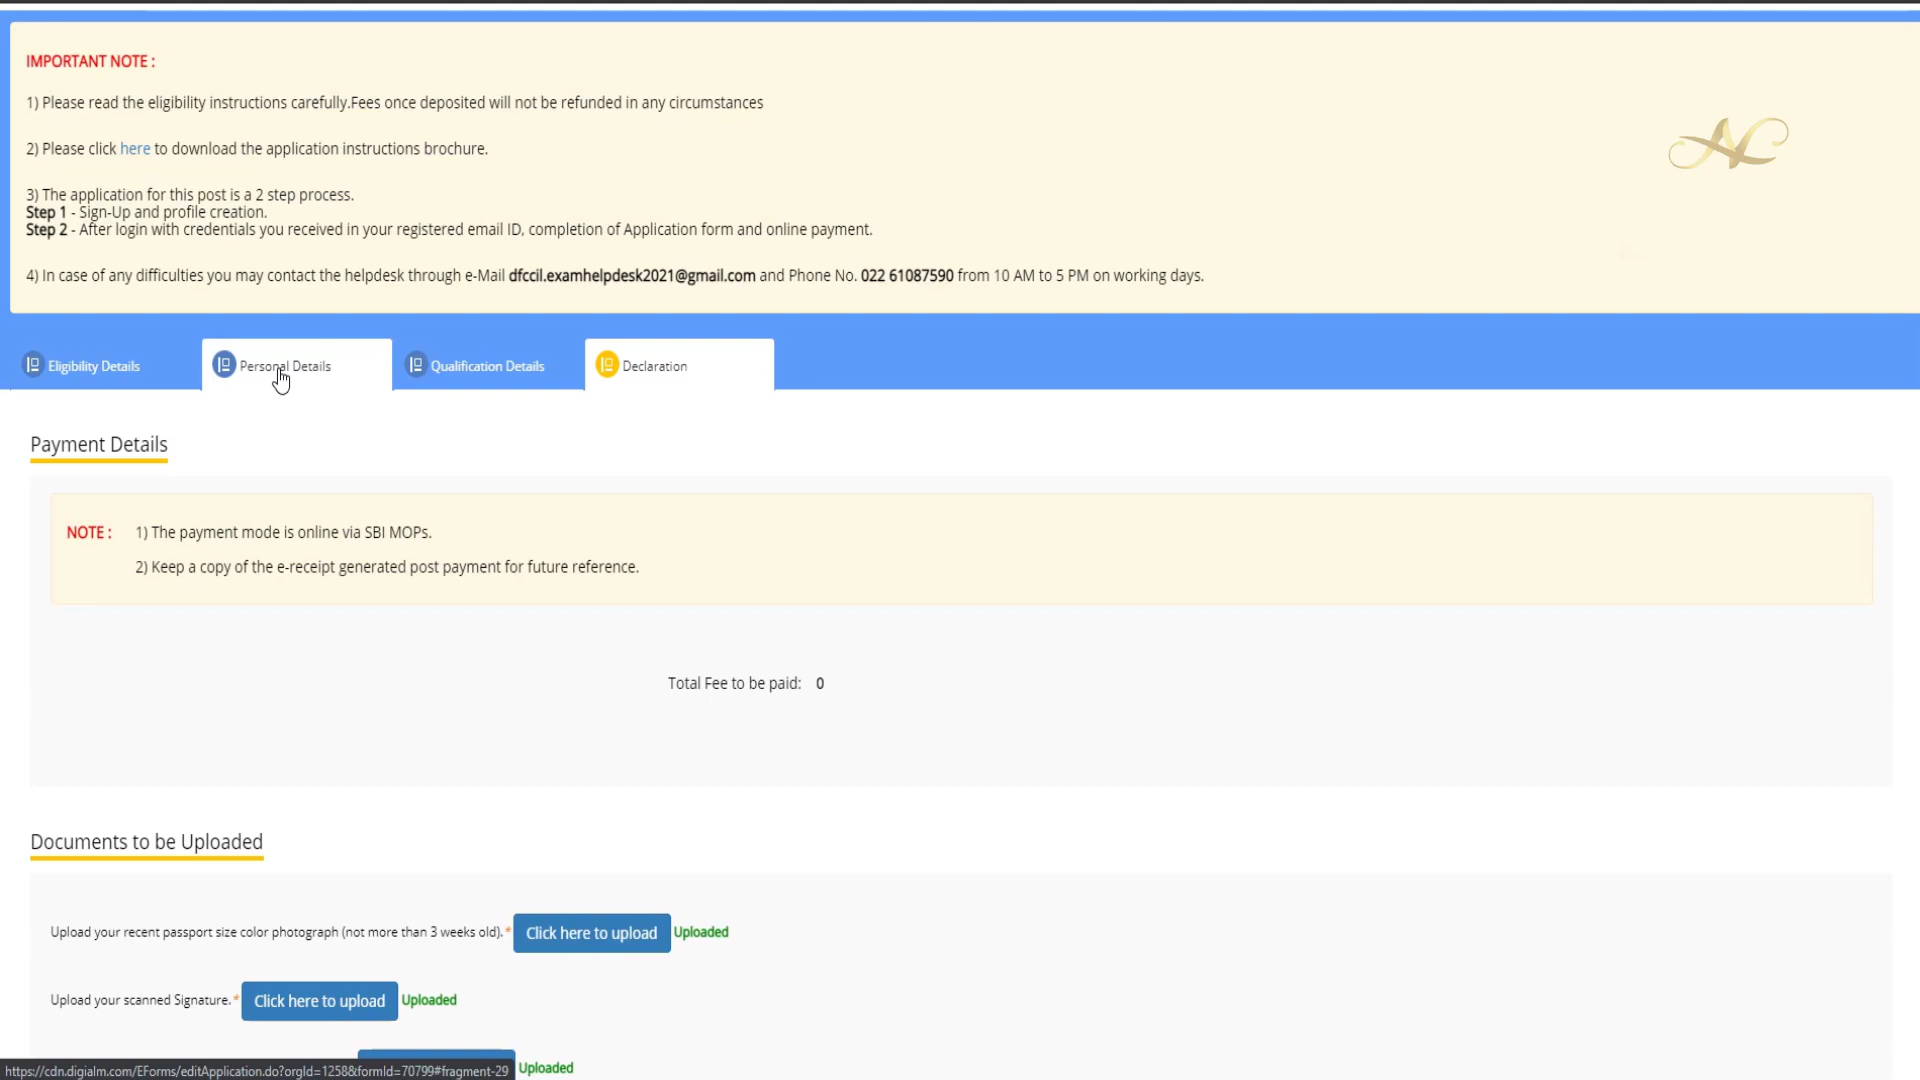 IMPORTANT NOTE :
1) Please read the eligibility instructions carefully.Fees once deposited will not be refunded in any circumstances
2) Please click here to download the application instructions brochure.
3) The application for this post is a 2 step process.
Step 1 - Sign-Up and profile creation.
Step 2 - After login with credentials you received in your registered email ID, completion of Application form and online payment.
4) In case of any difficulties you may contact the helpdesk through e-Mail dfccil.examhelpdesk2021@gmail.com and Phone No. 022 61087590 from 10 AM to 5 PM on working days.
Eligibility Details Personal Details Qualification Details Declaration
Payment Details
NOTE : 1) The payment mode is online via SBI MOPs.
2) Keep a copy of the e-receipt generated post payment for future reference.
Total Fee to be paid: 0
Documents to be Uploaded
Upload your recent passport size color photograph (not more than 3 weeks old).* Click here to upload Uploaded
Upload your scanned Signature.* Click here to upload Uploaded
Uploaded
https://cdn.digialm.com/EForms/editApplication.do?orgId=1258&formId=70799#fragment-29